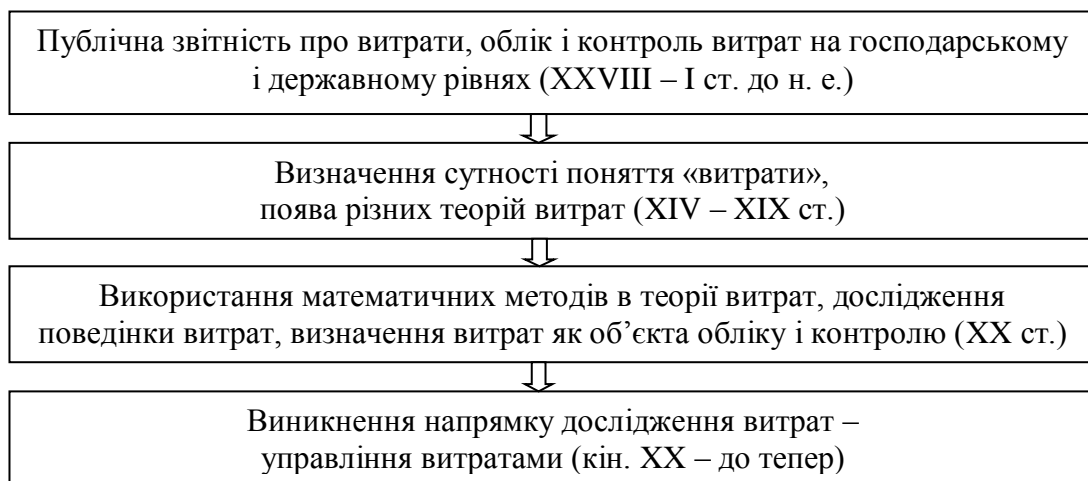 Публічна звітність про витрати, облік і контроль витрат на господарському
і державному рівнях (XXVIII – I ст. до н. е.)
Визначення сутності поняття «витрати»,
поява різних теорій витрат (XIV – XIX ст.)
Використання математичних методів в теорії витрат, дослідження
поведінки витрат, визначення витрат як об’єкта обліку і контролю (XX ст.)
Виникнення напрямку дослідження витрат –
управління витратами (кін. XX – до тепер)